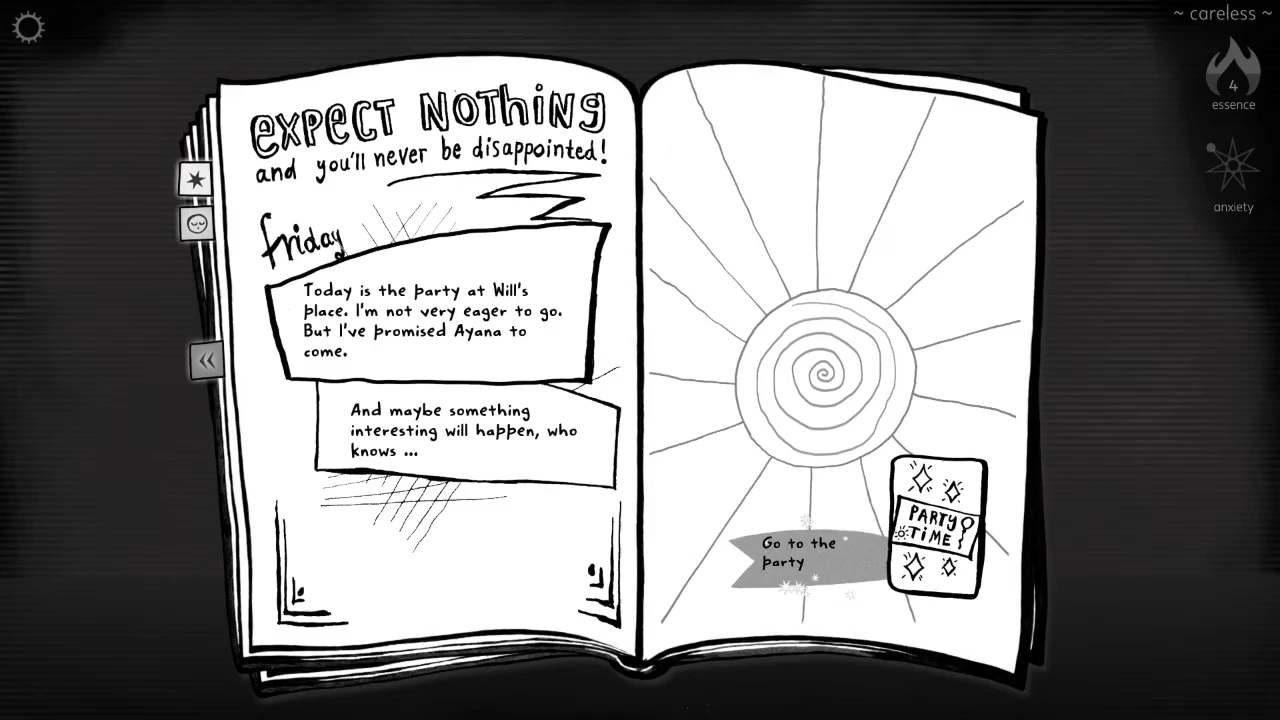 ~ careless ~
4
essence
anxiety
EXPECT NOTHING
and you'll never be disappointed!
friday
Today is the party at Will's
place. I'm not very eager to go.
But I've promised Ayana to
come.
And maybe something
interesting will happen, who
knows ...
Go to the
party
PARTY
TIME